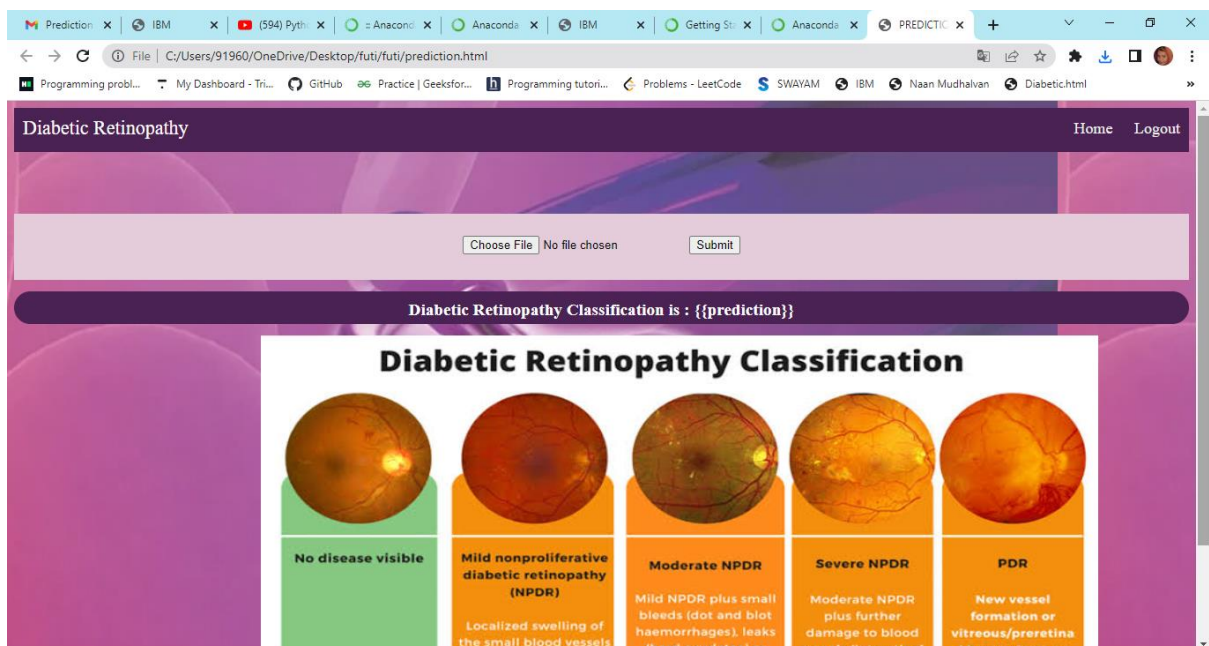 Prediction
IBM
(594) Pyth
Anacond
Anaconda
IBM
Getting Sta
Anaconda
PREDICTIC
File
C:/Users/91960/OneDrive/Desktop/futi/futi/prediction.html
Programming probl...
My Dashboard - Tri...
GitHub
Practice | Geeksfor...
Programming tutori...
Problems - LeetCode
SWAYAM
IBM
Naan Mudhalvan
Diabetic.html
»
Diabetic Retinopathy
Home
Logout
Choose File No file chosen
Submit
Diabetic Retinopathy Classification is : {{prediction}}
Diabetic Retinopathy Classification
No disease visible
Mild nonproliferative
diabetic retinopathy
(NPDR)
Localized swelling of
the small blood vessels
Moderate NPDR
Mild NPDR plus small
bleeds (dot and blot
haemorrhages), leaks
Severe NPDR
Moderate NPDR
plus further
damage to blood
PDR
New vessel
formation or
vitreous/preretina